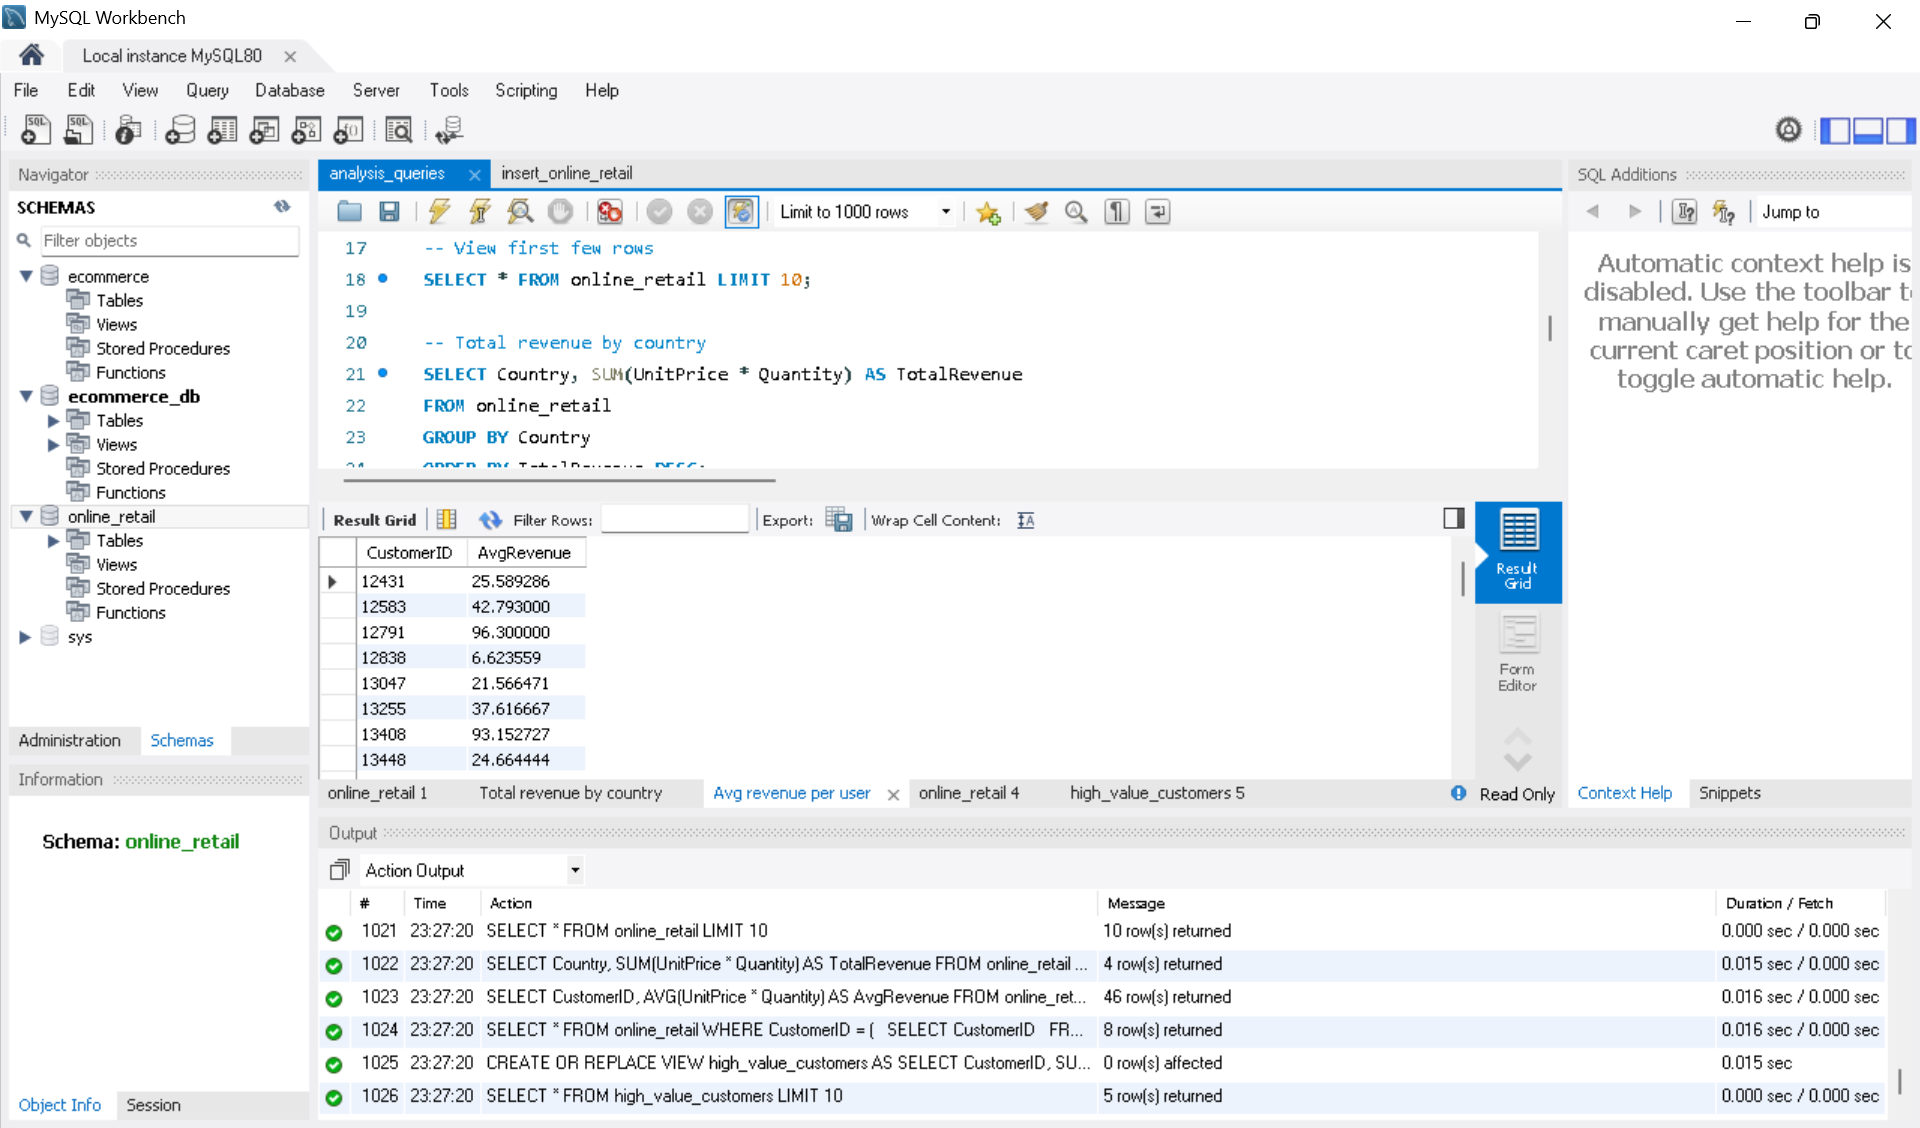 MySQL Workbench
Local instance MySQL80
File Edit View Query Database Server Tools Scripting Help
Navigator
SCHEMAS
Filter objects
ecommerce
Tables
Views
Stored Procedures
Functions
ecommerce_db
Tables
Views
Stored Procedures
Functions
online_retail
Tables
Views
Stored Procedures
Functions
sys
Administration Schemas
Information
Schema: online_retail
Object Info Session
analysis_queries insert_online_retail
Limit to 1000 rows
17 -- View first few rows
18 SELECT * FROM online_retail LIMIT 10;
19
20 -- Total revenue by country
21 SELECT Country, SUM(UnitPrice * Quantity) AS TotalRevenue
22 FROM online_retail
23 GROUP BY Country
24 ORDER BY TotalRevenue DESC;
Result Grid Filter Rows: Export: Wrap Cell Content:
CustomerID AvgRevenue
12431 25.589286
12583 42.793000
12791 96.300000
12838 6.623559
13047 21.566471
13255 37.616667
13408 93.152727
13448 24.664444
Result
Grid
Form
Editor
online_retail 1 Total revenue by country Avg revenue per user online_retail 4 high_value_customers 5 Read Only
SQL Additions
Jump to
Automatic context help is
disabled. Use the toolbar t
manually get help for the
current caret position or to
toggle automatic help.
Context Help Snippets
Output
Action Output
# Time Action Message Duration / Fetch
1021 23:27:20 SELECT * FROM online_retail LIMIT 10 10 row(s) returned 0.000 sec / 0.000 sec
1022 23:27:20 SELECT Country, SUM(UnitPrice * Quantity) AS TotalRevenue FROM online_retail ... 4 row(s) returned 0.015 sec / 0.000 sec
1023 23:27:20 SELECT CustomerID, AVG(UnitPrice * Quantity) AS AvgRevenue FROM online_ret... 46 row(s) returned 0.016 sec / 0.000 sec
1024 23:27:20 SELECT * FROM online_retail WHERE CustomerID = ( SELECT CustomerID FR... 8 row(s) returned 0.016 sec / 0.000 sec
1025 23:27:20 CREATE OR REPLACE VIEW high_value_customers AS SELECT CustomerID, SU... 0 row(s) affected 0.015 sec
1026 23:27:20 SELECT * FROM high_value_customers LIMIT 10 5 row(s) returned 0.000 sec / 0.000 sec